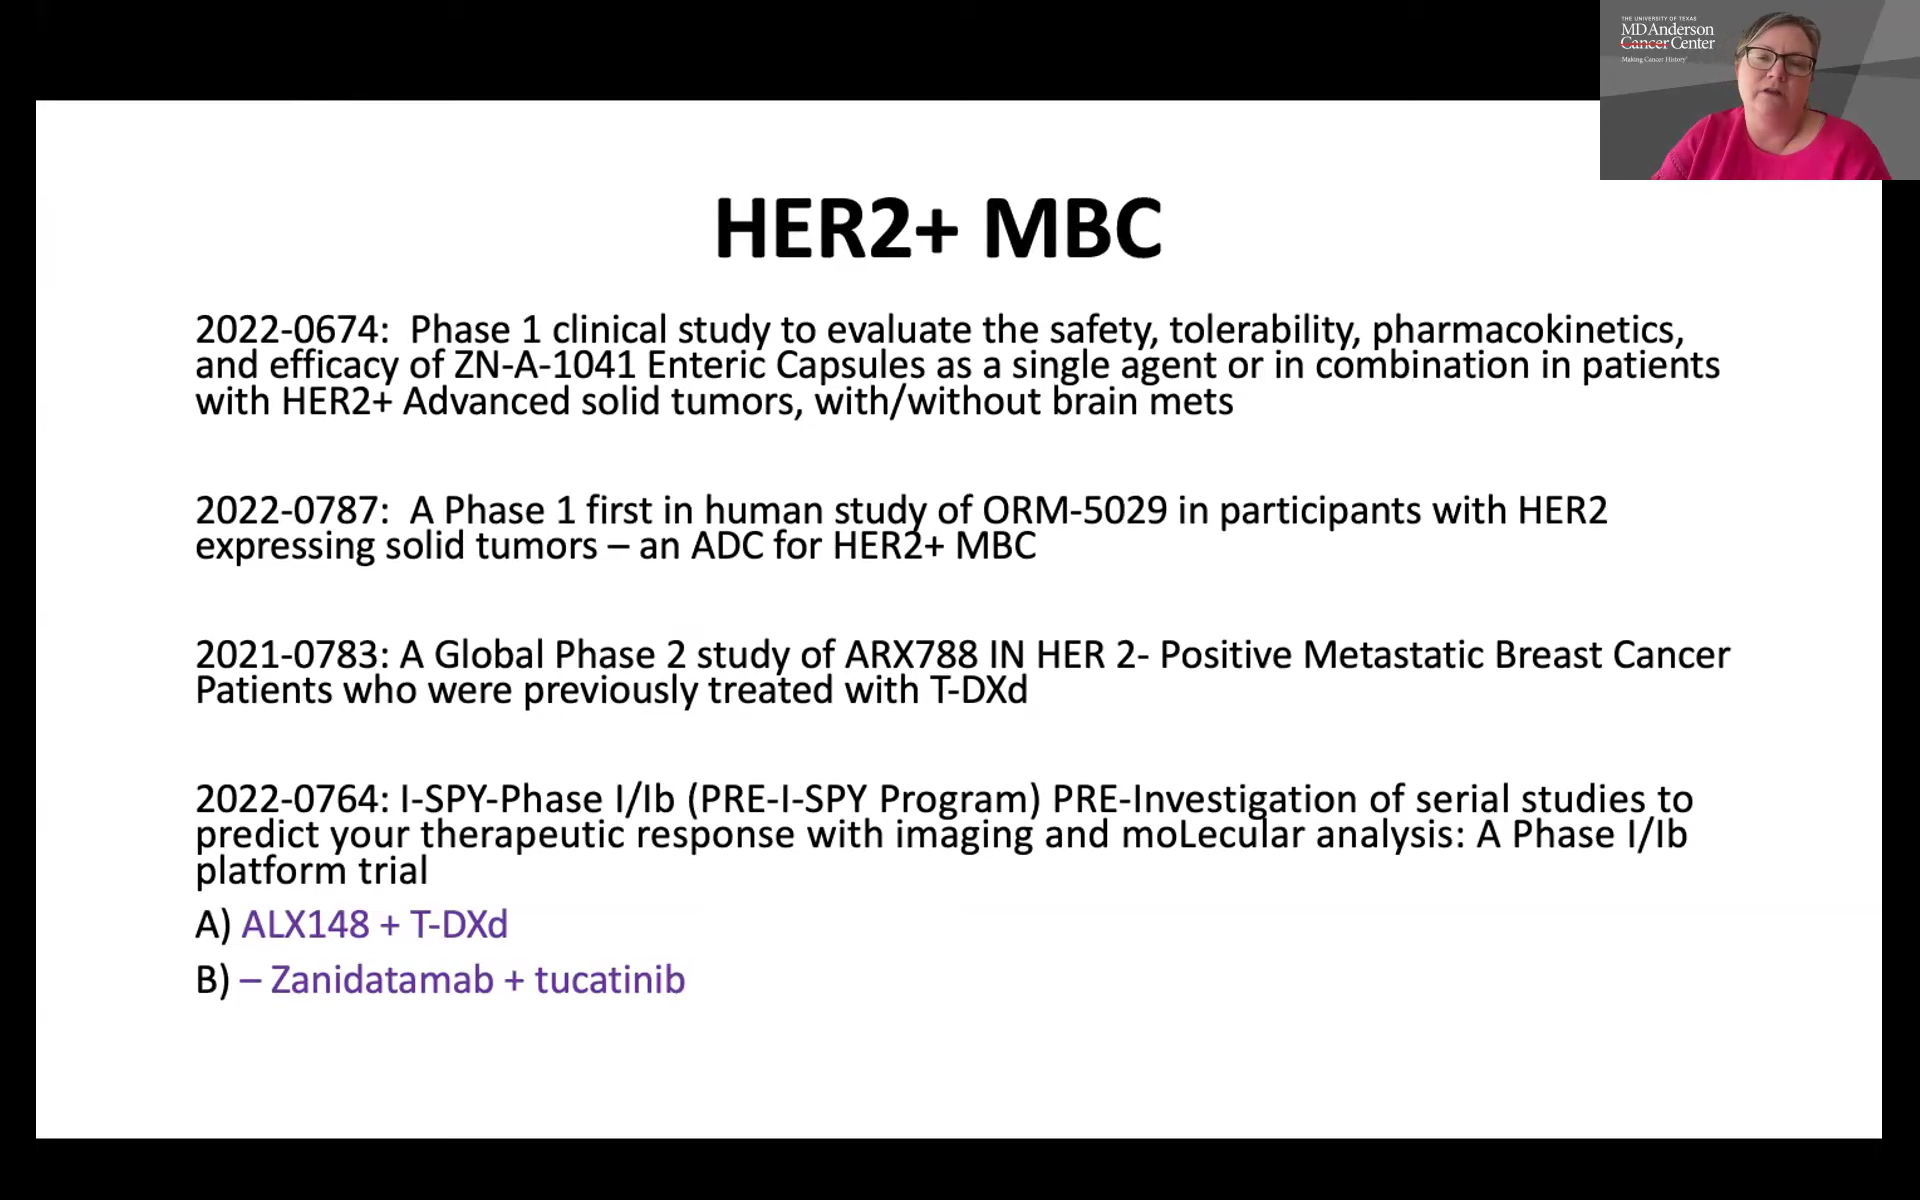 THE UNIVERSITY OF TEXAS
MD Anderson
Cancer Center
Making Cancer History®
HER2+ MBC
2022-0674:  Phase 1 clinical study to evaluate the safety, tolerability, pharmacokinetics,
and efficacy of ZN-A-1041 Enteric Capsules as a single agent or in combination in patients
with HER2+ Advanced solid tumors, with/without brain mets
2022-0787:  A Phase 1 first in human study of ORM-5029 in participants with HER2
expressing solid tumors – an ADC for HER2+ MBC
2021-0783: A Global Phase 2 study of ARX788 IN HER 2- Positive Metastatic Breast Cancer
Patients who were previously treated with T-DXd
2022-0764: I-SPY-Phase I/Ib (PRE-I-SPY Program) PRE-Investigation of serial studies to
predict your therapeutic response with imaging and moLecular analysis: A Phase I/Ib
platform trial
A) ALX148 + T-DXd
B) – Zanidatamab + tucatinib